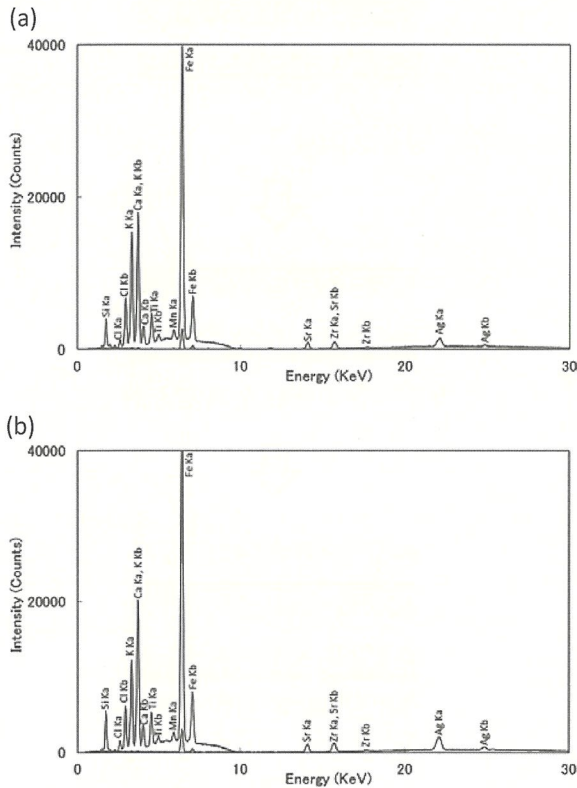 (a)
Intensity (Counts)
40000
20000
0
Si Ka
Cl Ka
Cl Kb
K Ka
Ca Ka, K Kb
Ca Kb
Ti Ka
Ti Kb
Mn Ka
Fe Ka
Fe Kb
Sr Ka
Zr Ka, Sr Kb
Zr Kb
Ag Ka
Ag Kb
0
10
20
30
Energy (KeV)
(b)
Intensity (Counts)
40000
20000
0
Si Ka
Cl Ka
Cl Kb
K Ka
Ca Ka, K Kb
Ca Kb
Ti Ka
Ti Kb
Mn Ka
Fe Ka
Fe Kb
Sr Ka
Zr Ka, Sr Kb
Zr Kb
Ag Ka
Ag Kb
0
10
20
30
Energy (KeV)